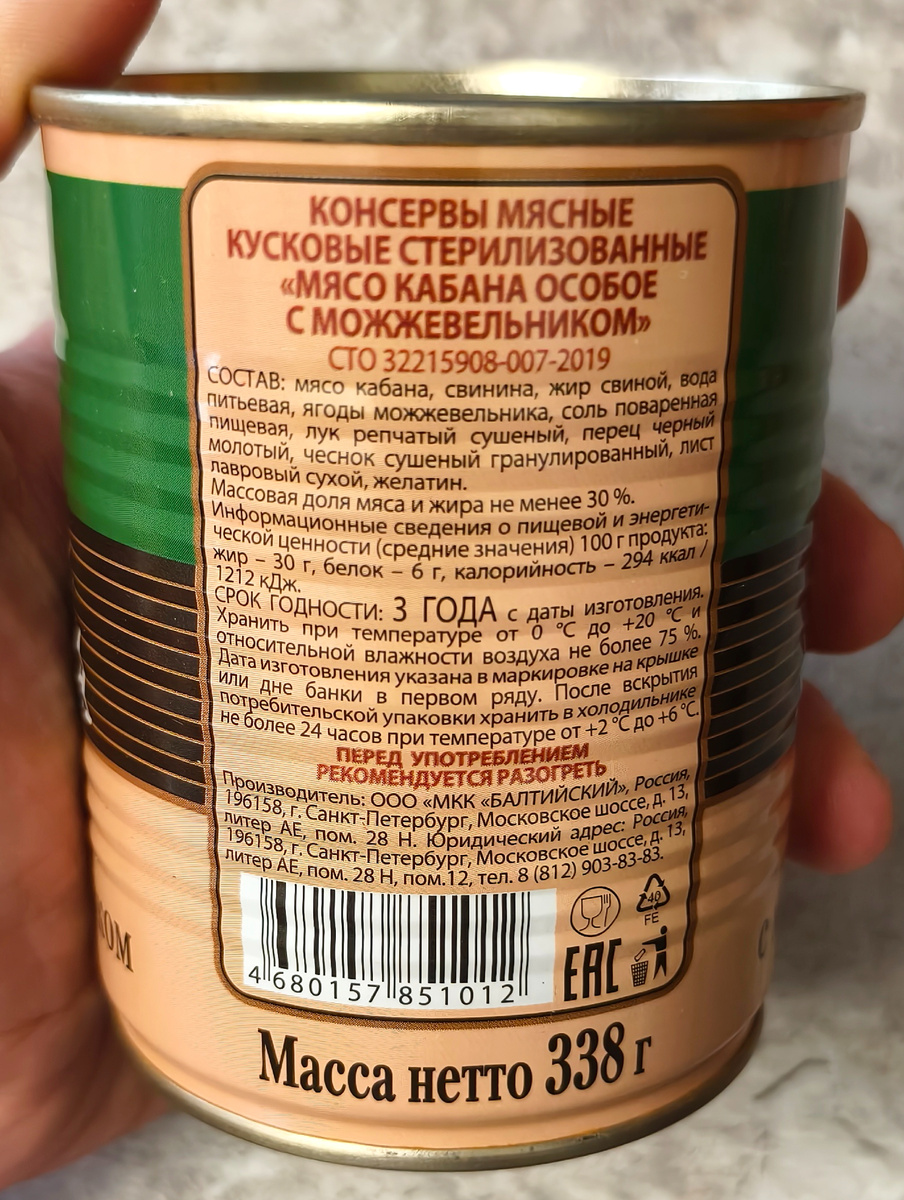 КОНСЕРВЫ МЯСНЫЕ
КУСКОВЫЕ СТЕРИЛИЗОВАННЫЕ
«МЯСО КАБАНА ОСОБОЕ
С МОЖЖЕВЕЛЬНИКОМ»
СТО 32215908-007-2019
СОСТАВ: мясо кабана, свинина, жир свиной, вода
питьевая, ягоды можжевельника, соль поваренная
пищевая, лук репчатый сушеный, перец черный
молотый, чеснок сушеный гранулированный, лист
лавровый сухой, желатин.
Массовая доля мяса и жира не менее 30 %.
Информационные сведения о пищевой и энергети-
ческой ценности (средние значения) 100 г продукта:
жир – 30 г, белок – 6 г, калорийность – 294 ккал /
1212 кДж.
СРОК ГОДНОСТИ: 3 ГОДА с даты изготовления.
Хранить при температуре от 0 °С до +20 °С и
относительной влажности воздуха не более 75 %.
Дата изготовления указана в маркировке на крышке
или дне банки в первом ряду. После вскрытия
потребительской упаковки хранить в холодильнике
не более 24 часов при температуре от +2 °С до +6 °С.
ПЕРЕД УПОТРЕБЛЕНИЕМ
РЕКОМЕНДУЕТСЯ РАЗОГРЕТЬ
Производитель: ООО «МКК «БАЛТИЙСКИЙ», Россия,
196158, г. Санкт-Петербург, Московское шоссе, д. 13,
литер АЕ, пом. 28 Н. Юридический адрес: Россия,
196158, г. Санкт-Петербург, Московское шоссе, д. 13,
литер АЕ, пом. 28 Н, пом.12, тел. 8 (812) 903-83-83.
40
FE
EAC
4 680157 851012
Масса нетто 338 г